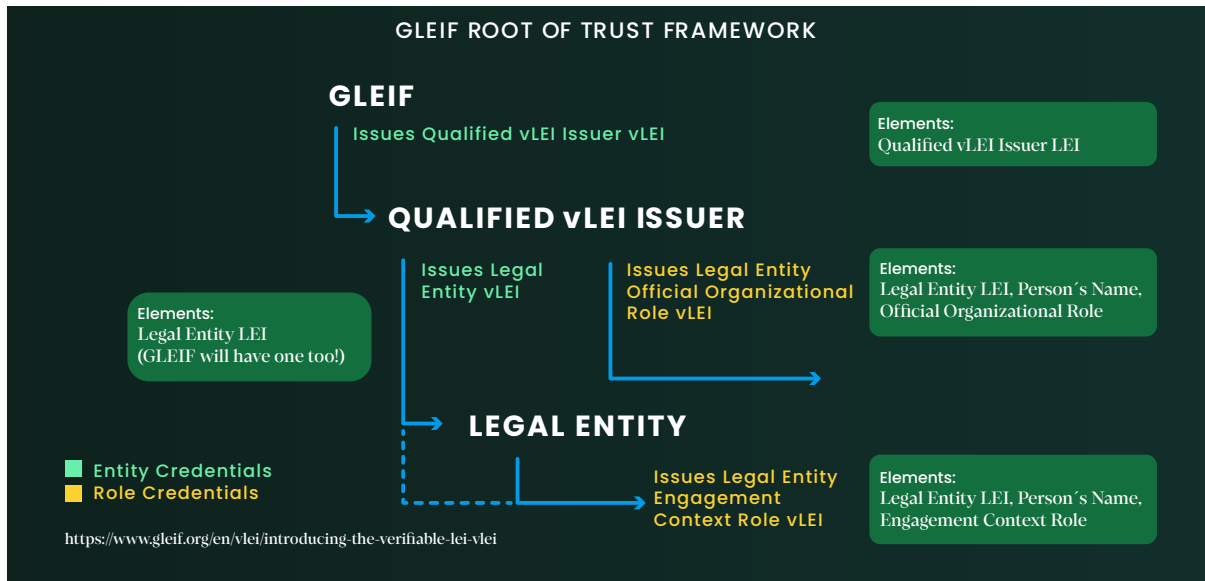 GLEIF ROOT OF TRUST FRAMEWORK
GLEIF
Issues Qualified vLEI Issuer vLEI
Elements:
Qualified vLEI Issuer LEI
QUALIFIED vLEI ISSUER
Issues Legal
Entity vLEI
Issues Legal Entity
Official Organizational
Role vLEI
Elements:
Legal Entity LEI, Person´s Name,
Official Organizational Role
Elements:
Legal Entity LEI
(GLEIF will have one too!)
LEGAL ENTITY
Issues Legal Entity
Engagement
Context Role vLEI
Elements:
Legal Entity LEI, Person´s Name,
Engagement Context Role
Entity Credentials
Role Credentials
https://www.gleif.org/en/vlei/introducing-the-verifiable-lei-vlei